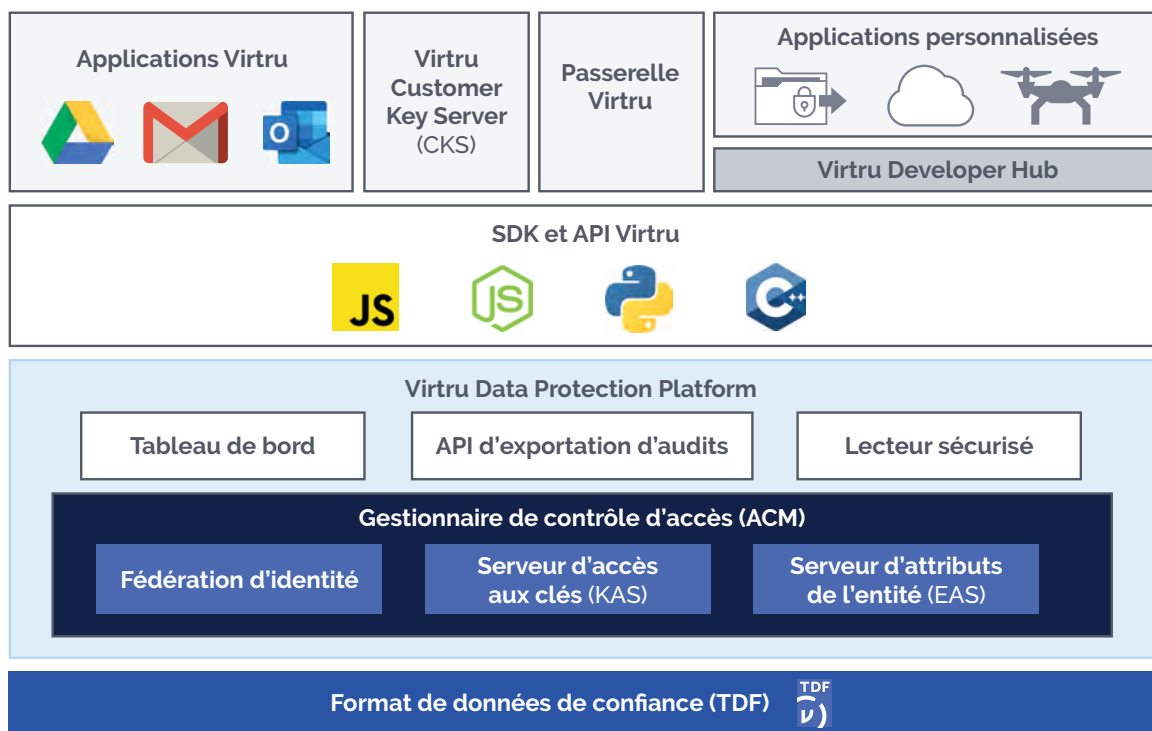 Applications Virtru
Virtru
Customer
Key Server
(CKS)
Passerelle
Virtru
Applications personnalisées
Virtru Developer Hub
SDK et API Virtru
JS
JS
C++
Virtru Data Protection Platform
Tableau de bord
API d'exportation d'audits
Lecteur sécurisé
Gestionnaire de contrôle d'accès (ACM)
Fédération d'identité
Serveur d'accès
aux clés (KAS)
Serveur d'attributs
de l'entité (EAS)
Format de données de confiance (TDF)
TDF